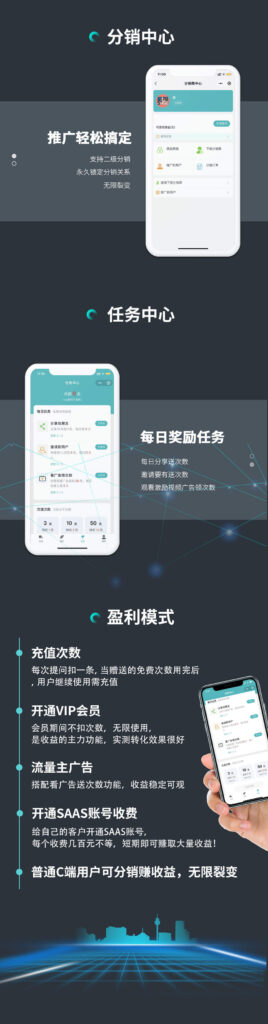 分销中心
推广轻松搞定
支持二级分销
永久锁定分销关系
无限裂变
分销商中心
任务中心
任务中心
每日奖励任务
每日分享送次数
邀请要有送次数
观看激励视频广告领次数
盈利模式
充值次数
每次提问扣一条, 当赠送的免费次数用完后
, 用户继续使用需充值
开通VIP会员
会员期间不扣次数，无限使用,
是收益的主力功能，实测转化效果很好
流量主广告
搭配看广告送次数功能，收益稳定可观
开通SAAS账号收费
给自己的客户开通SAAS账号,
每个收费几百元不等，短期即可赚取大量收益!
普通C端用户可分销赚收益，无限裂变